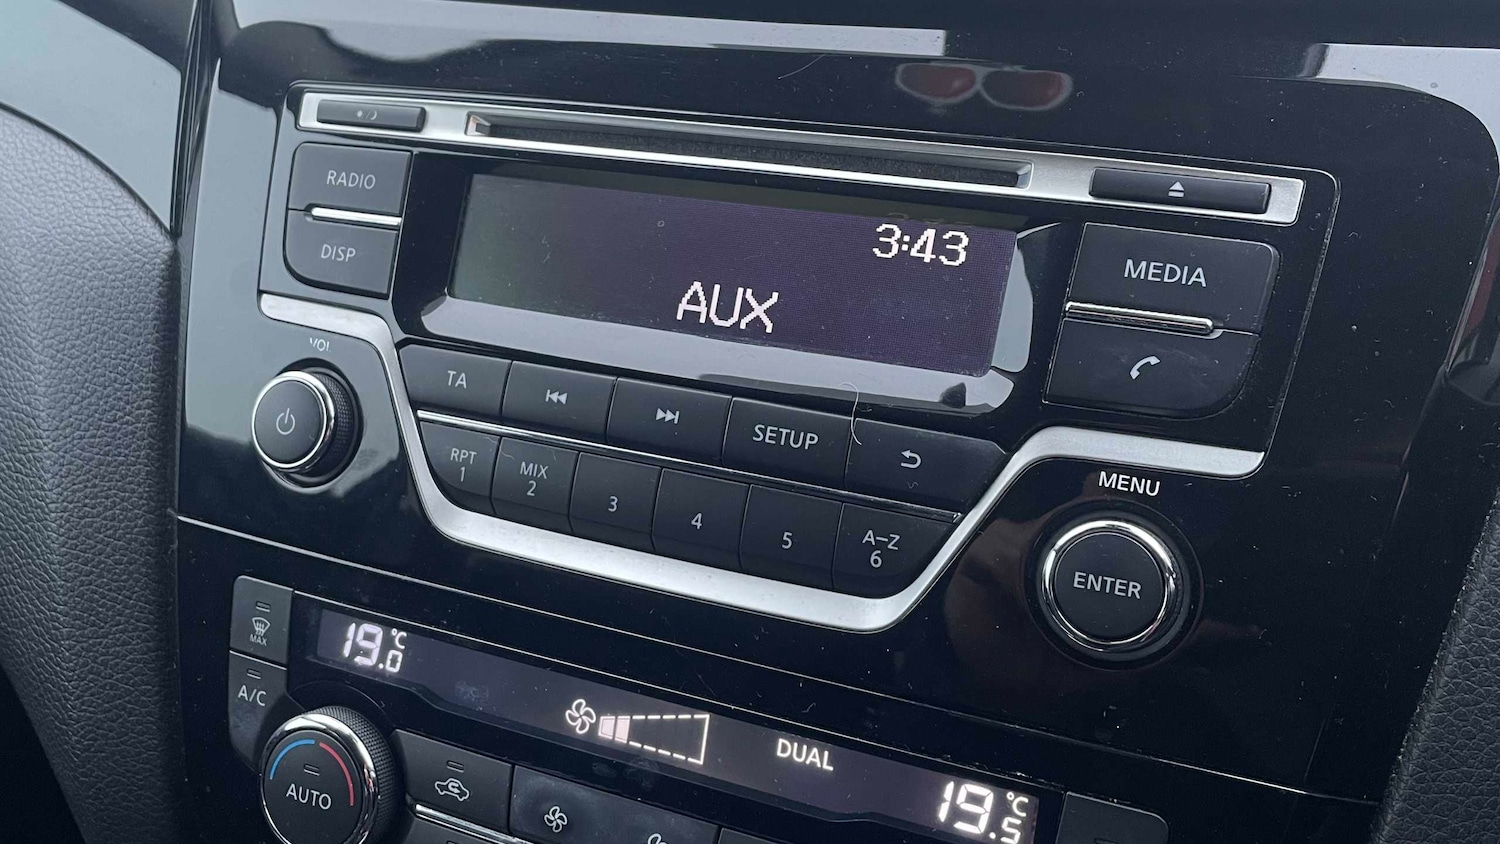 RADIO
DISP
3:43
AUX
MEDIA
VOL
TA
SETUP
MENU
RPT
1
MIX
2
3
4
5
A-Z
6
ENTER
MAX
A/C
19.0 °C
DUAL
19.5 °C
AUTO